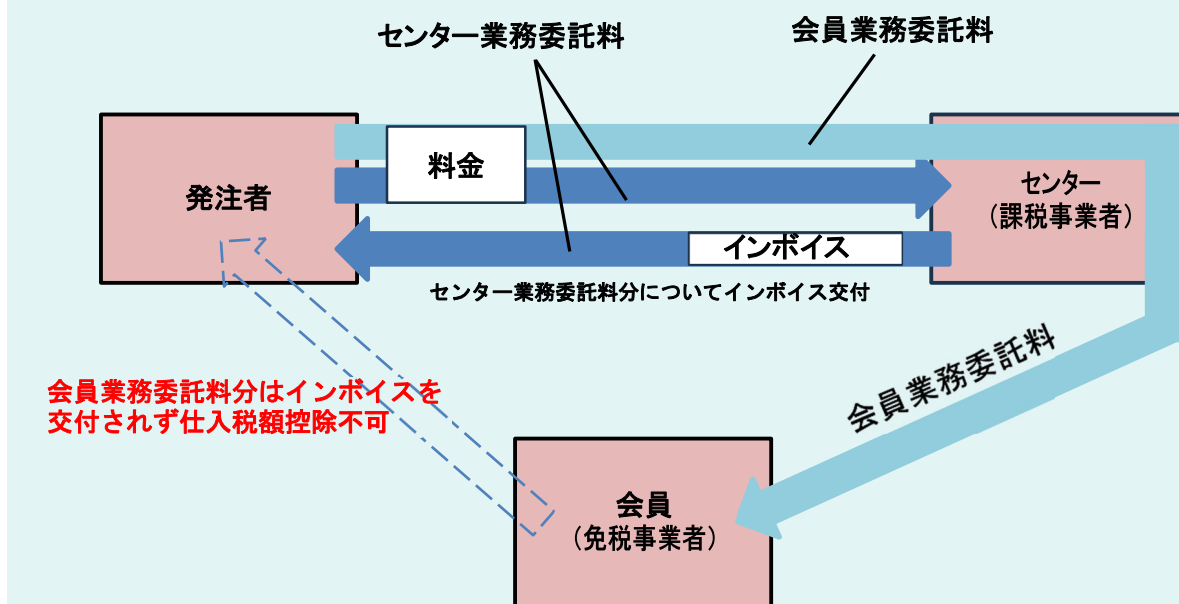 センター業務委託料
会員業務委託料
発注者
料金
センター
（課税事業者）
インボイス
センター業務委託料分についてインボイス交付
会員業務委託料
会員業務委託料分はインボイスを
交付されず仕入税額控除不可
会員
（免税事業者）